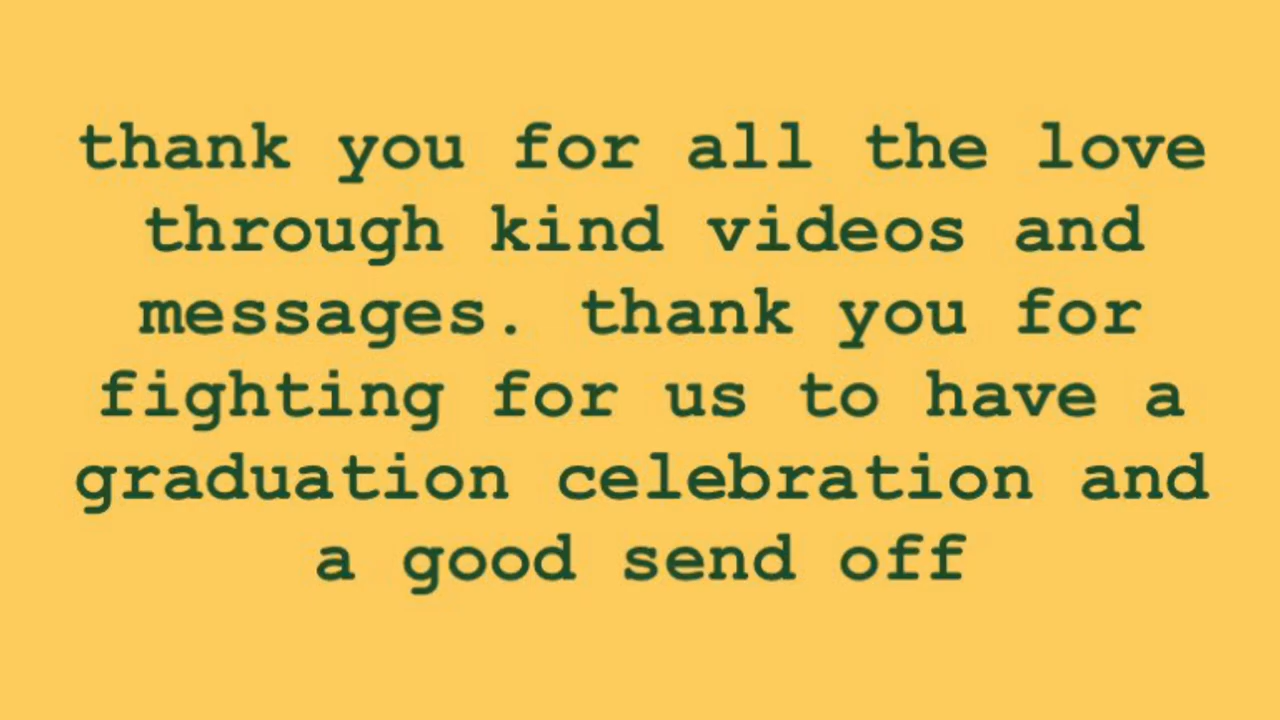 thank you for all the love
through kind videos and
messages. thank you for
fighting for us to have a
graduation celebration and
a good send off